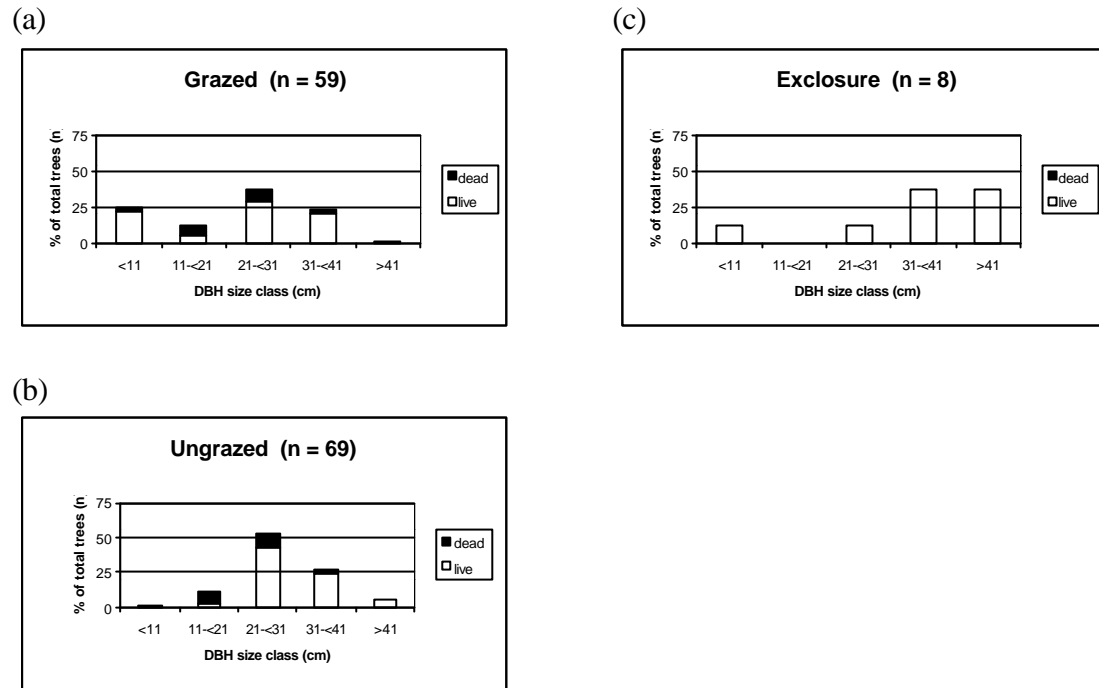 (a)
Grazed (n = 59)
% of total trees (n
75
50
25
0
<11 11-<21 21-<31 31-<41 >41
DBH size class (cm)
dead
live
(c)
Exclosure (n = 8)
% of total trees (n
75
50
25
0
<11 11-<21 21-<31 31-<41 >41
DBH size class (cm)
dead
live
(b)
Ungrazed (n = 69)
% of total trees (n
75
50
25
0
<11 11-<21 21-<31 31-<41 >41
DBH size class (cm)
dead
live